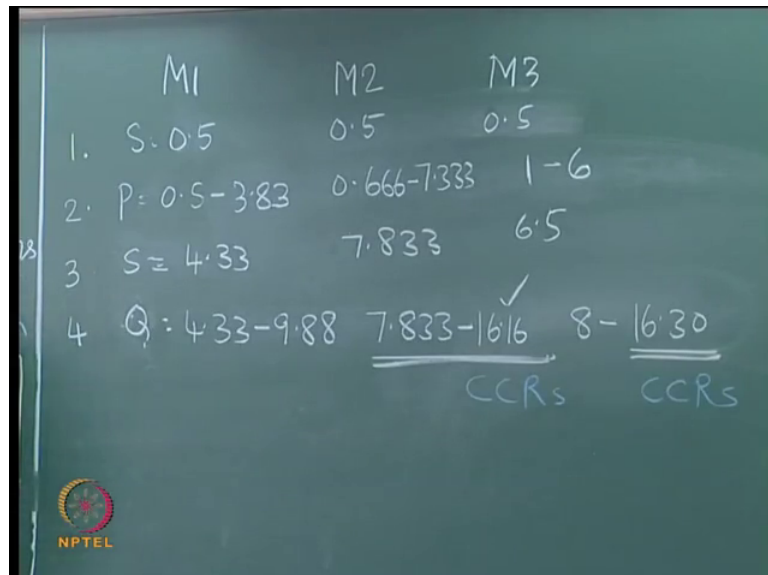 M1 M2 M3
1. S = 0.5 0.5 0.5
2. P = 0.5 - 3.83 0.666-7.333 1 - 6
3 S = 4.33 7.833 6.5
4 Q = 4.33 - 9.88 7.833 - 16.16 ✓ 8 - 16.30
CCRs CCRs
NPTEL